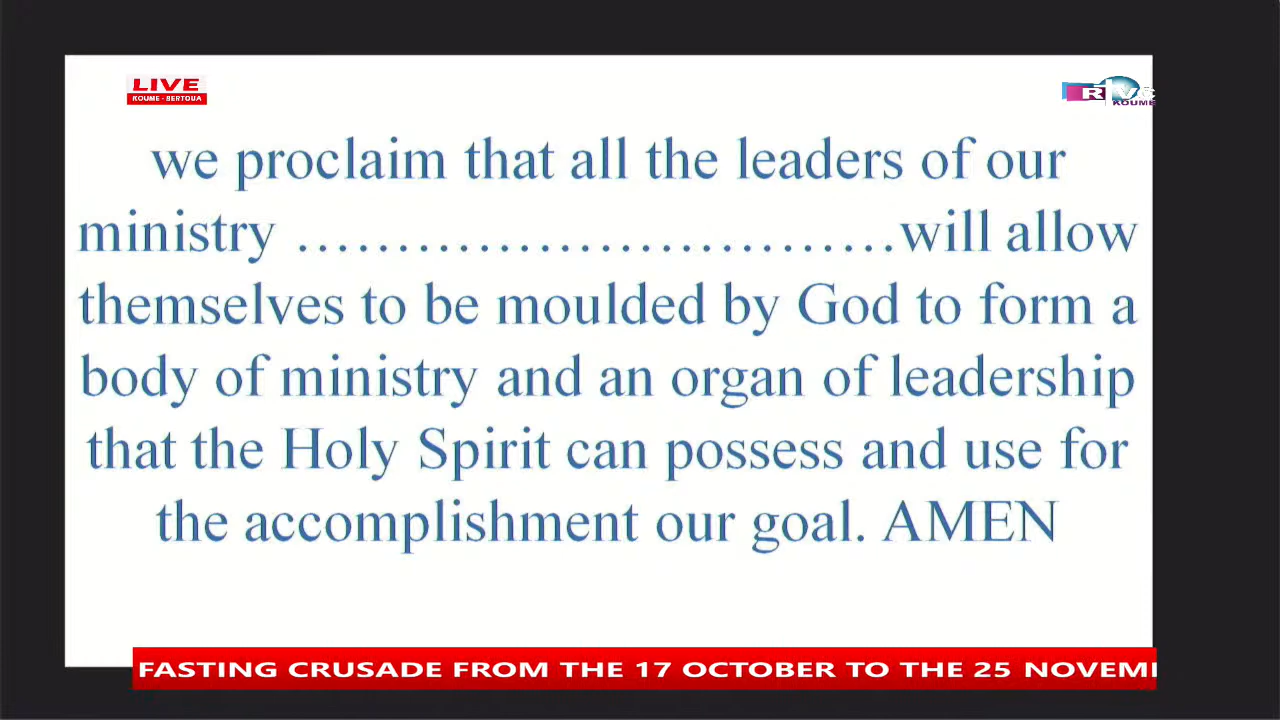 LIVE
KOUME - BERTOUA
KOUME
we proclaim that all the leaders of our
ministry ..............................will allow
themselves to be moulded by God to form a
body of ministry and an organ of leadership
that the Holy Spirit can possess and use for
the accomplishment our goal. AMEN
FASTING CRUSADE FROM THE 17 OCTOBER TO THE 25